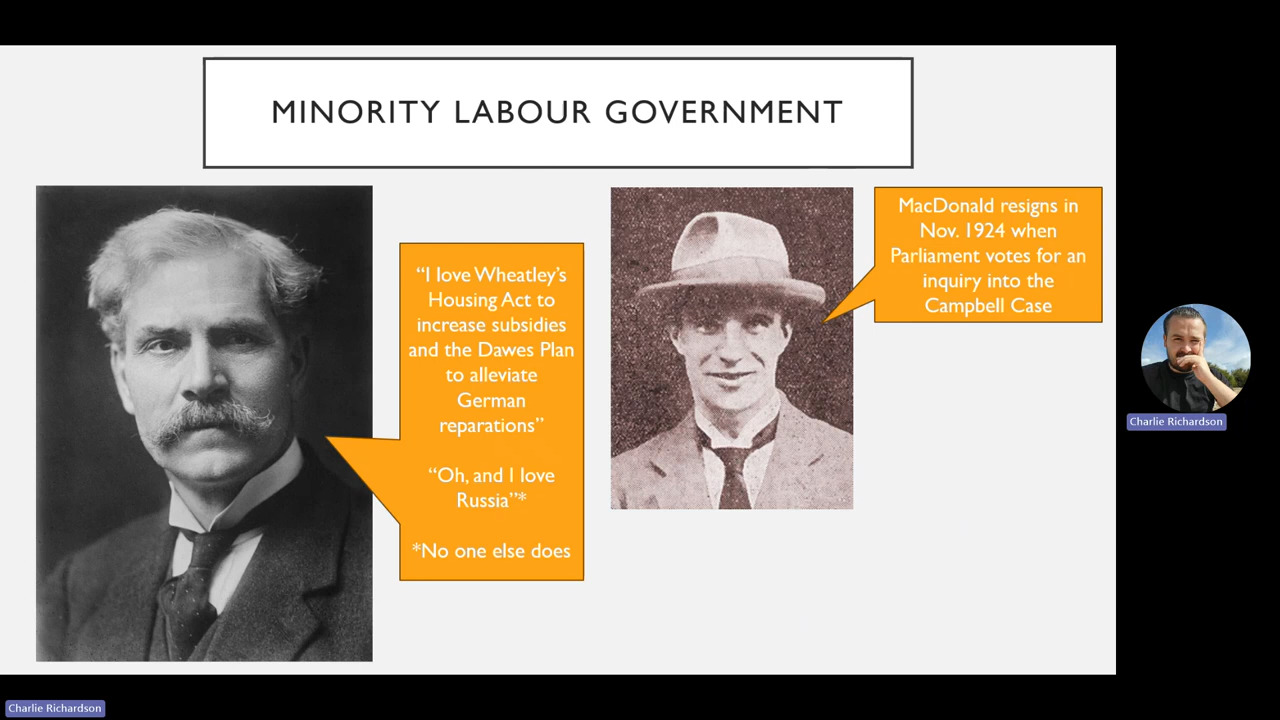 MINORITY LABOUR GOVERNMENT
“I love Wheatley’s
Housing Act to
increase subsidies
and the Dawes Plan
to alleviate
German
reparations”
“Oh, and I love
Russia”*
*No one else does
MacDonald resigns in
Nov. 1924 when
Parliament votes for an
inquiry into the
Campbell Case
Charlie Richardson
Charlie Richardson